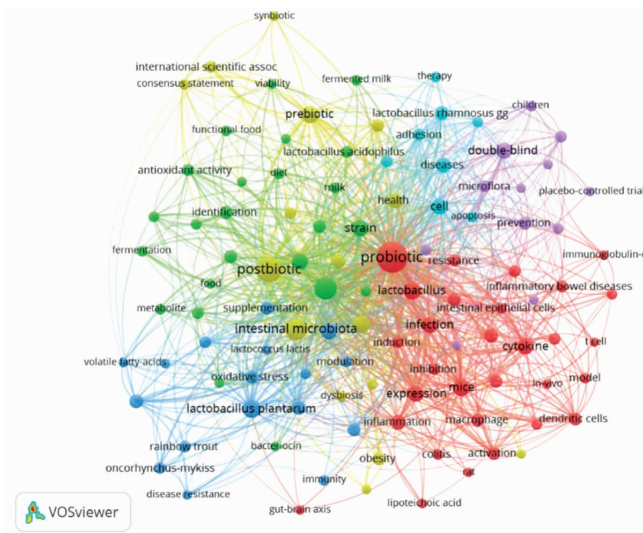 synbiotic
international scientific assoc
consensus statement
viability
fermented milk
therapy
prebiotic
lactobacillus rhamnosus gg
children
functional food
adhesion
lactobacillus acidophilus
double-blind
antioxidant activity
diet
milk
diseases
microflora
placebo-controlled trial
health
identification
cell
apoptosis
prevention
strain
fermentation
probiotic
resistance
immunoglobulin-
postbiotic
food
lactobacillus
inflammatory bowel diseases
metabolite
supplementation
intestinal epithelial cells
intestinal microbiota
infection
lactococcus lactis
induction
cytokine
t cell
volatile fatty-acids
modulation
oxidative stress
inhibition
in-vivo
model
dysbiosis
expression
mice
lactobacillus plantarum
inflammation
macrophage
dendritic cells
rainbow trout
bacteriocin
obesity
colitis
activation
oncorhynchus-mykiss
rat
immunity
disease resistance
gut-brain axis
lipoteichoic acid
VOSviewer